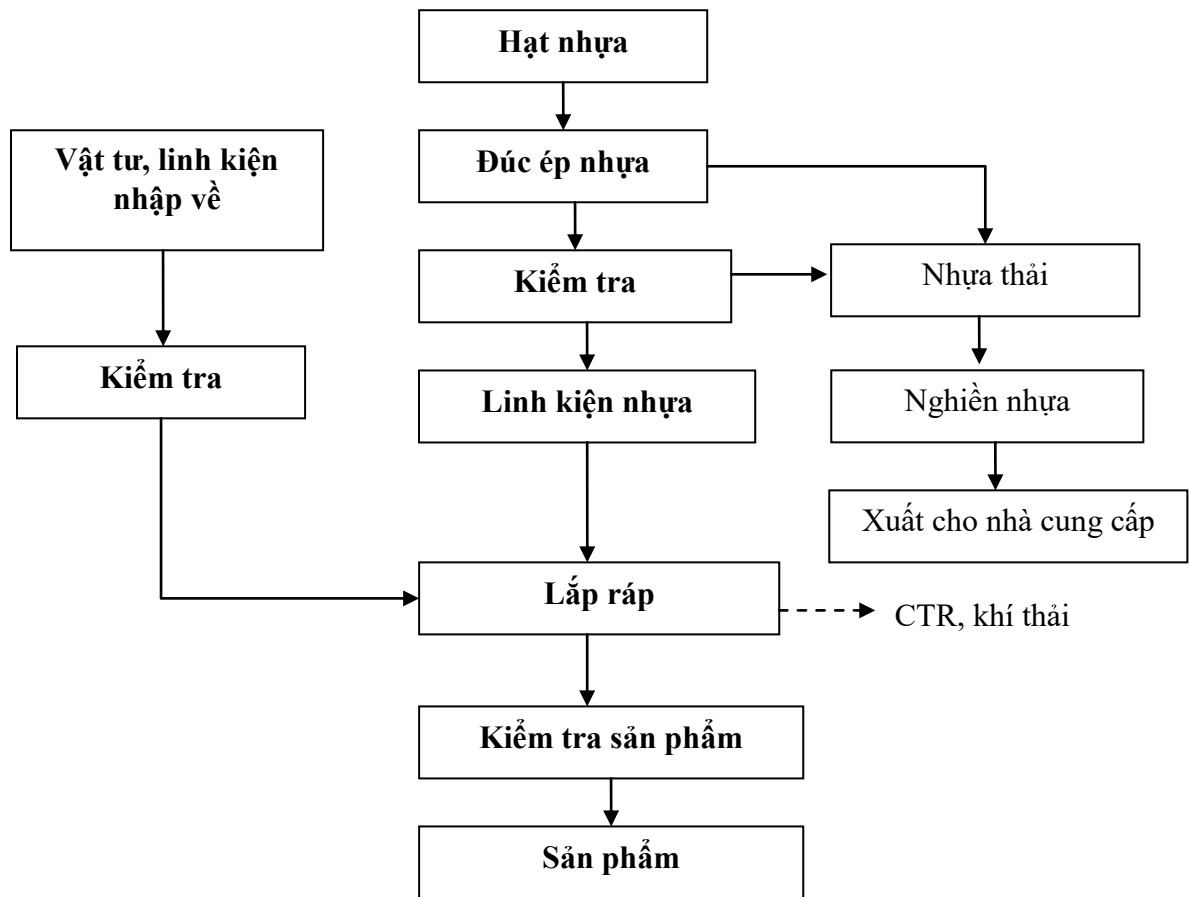 Hạt nhựa
Vật tư, linh kiện
nhập về
Đúc ép nhựa
Kiểm tra
Nhựa thải
Kiểm tra
Linh kiện nhựa
Nghiền nhựa
Xuất cho nhà cung cấp
Lắp ráp
CTR, khí thải
Kiểm tra sản phẩm
Sản phẩm